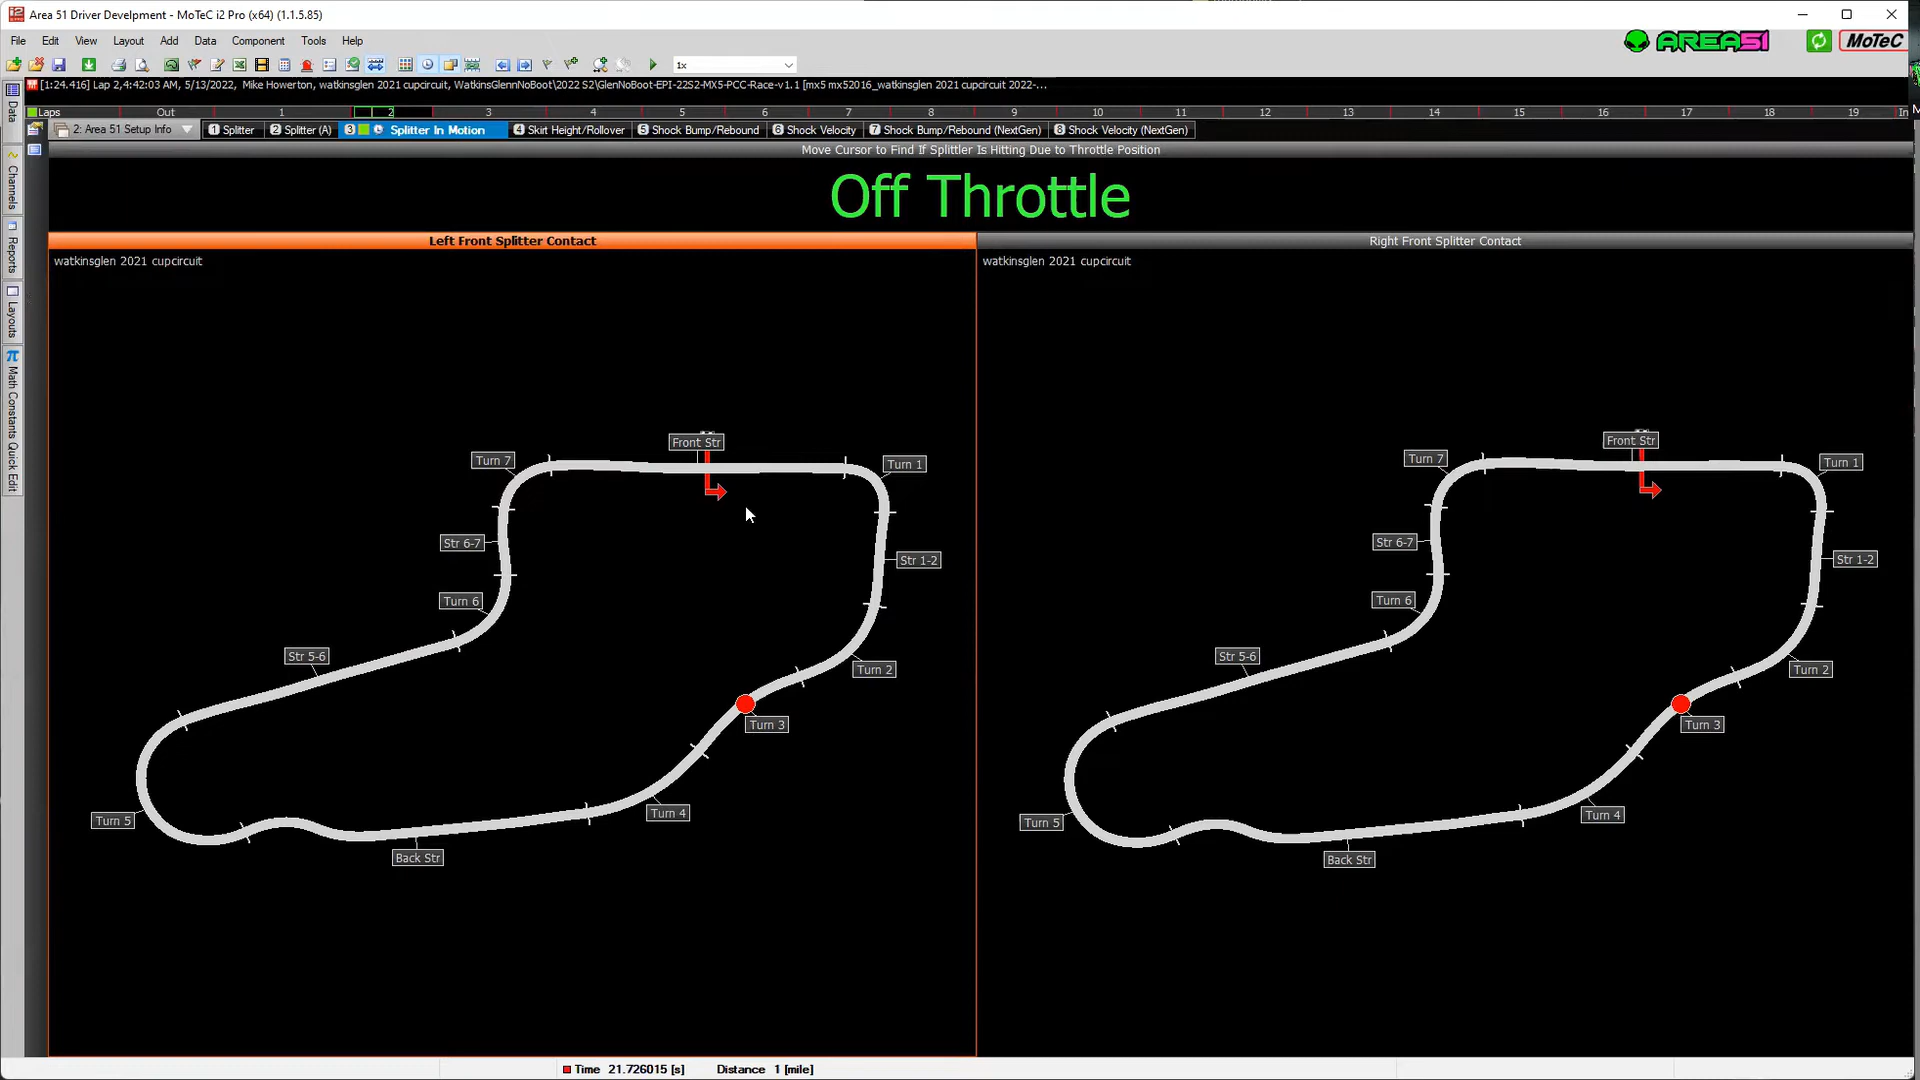 Area 51 Driver Develpment - MoTeC i2 Pro (x64) (1.1.5.85)
File Edit View Layout Add Data Component Tools Help
AREA51 MoTeC
1x
[1:24.416] Lap 2,4:42:03 AM, 5/13/2022, Mike Howerton, watkinsglen 2021 cupcircuit, WatkinsGlennNoBoot\2022 S2\GlenNoBoot-EPI-22S2-MX5-PCC-Race-v1.1 [mx5 mx52016_watkinsglen 2021 cupcircuit 2022-...
Laps Out 1 2 3 4 5 6 7 8 9 10 11 12 13 14 15 16 17 18 19 In
2: Area 51 Setup Info 1 Splitter 2 Splitter (A) 3 Splitter In Motion 4 Skirt Height/Rollover 5 Shock Bump/Rebound 6 Shock Velocity 7 Shock Bump/Rebound (NextGen) 8 Shock Velocity (NextGen)
Data
Channels
Reports
Layouts
Math Constants Quick Edit
Move Cursor to Find If Splittler Is Hitting Due to Throttle Position
Off Throttle
Left Front Splitter Contact
watkinsglen 2021 cupcircuit
Front Str
Turn 7
Turn 1
Str 6-7
Str 1-2
Turn 6
Str 5-6
Turn 2
Turn 3
Turn 4
Turn 5
Back Str
Right Front Splitter Contact
watkinsglen 2021 cupcircuit
Front Str
Turn 7
Turn 1
Str 6-7
Str 1-2
Turn 6
Str 5-6
Turn 2
Turn 3
Turn 4
Turn 5
Back Str
Time 21.726015 [s] Distance 1 [mile]